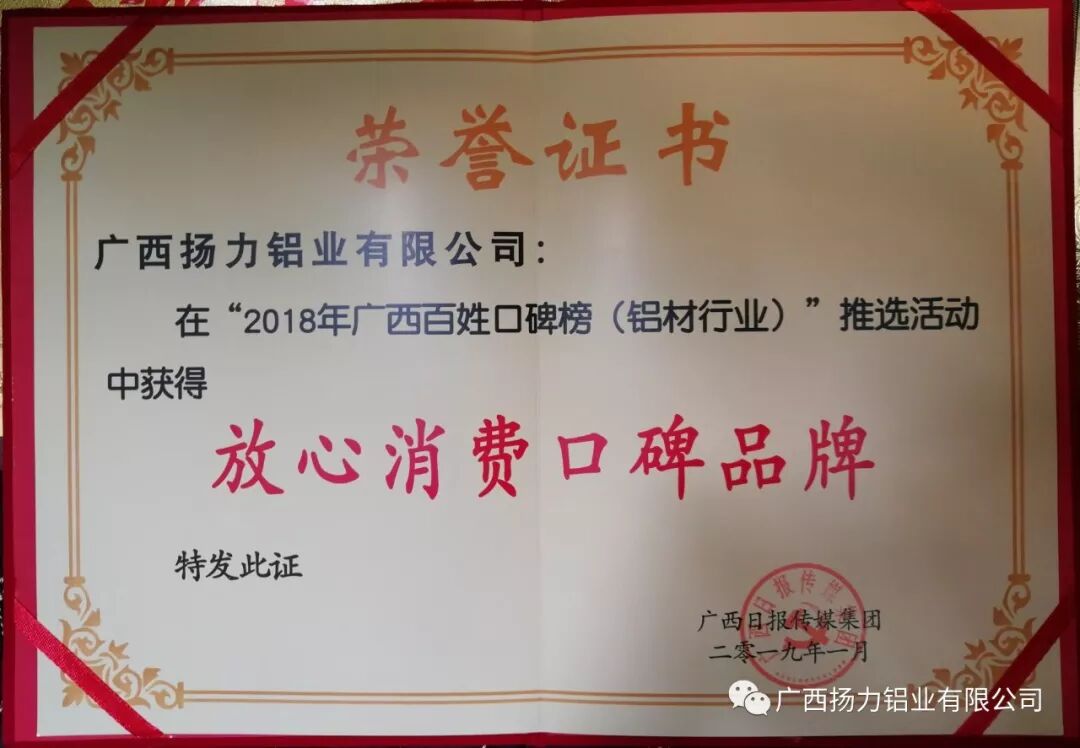 荣誉证书
广西扬力铝业有限公司：
在“2018年广西百姓口碑榜（铝材行业）”推选活动
中获得
放心消费口碑品牌
特发此证
广西日报传媒集团
二零一九年一月
广西扬力铝业有限公司